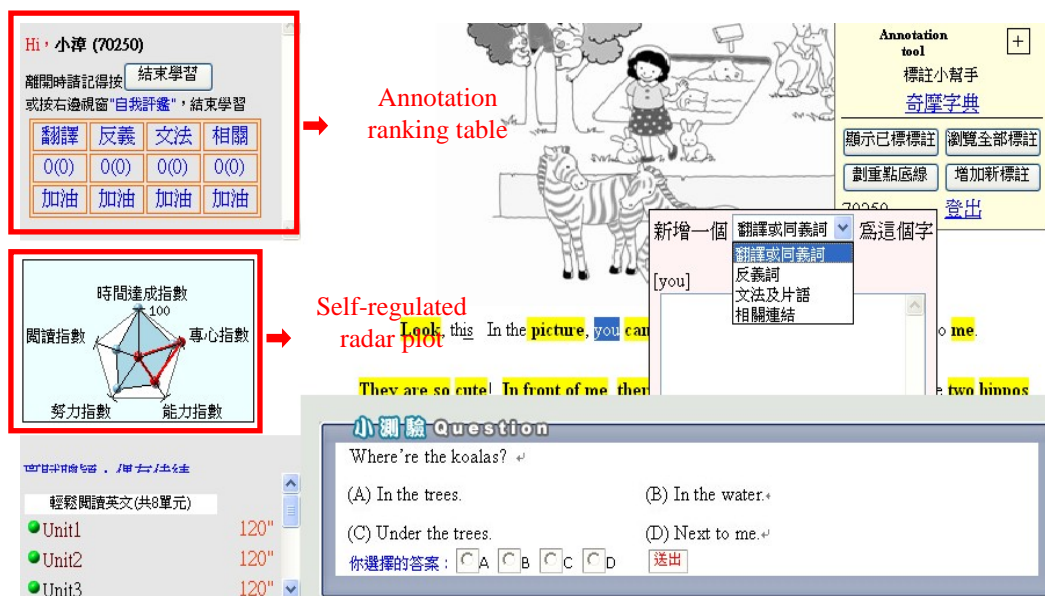 Hi，小漳 (70250)
離開時請記得按 結束學習
或按右邊視窗"自我評鑑"，結束學習
翻譯 反義 文法 相關
0(0) 0(0) 0(0) 0(0)
加油 加油 加油 加油
Annotation
ranking table
Annotation
tool
+
標註小幫手
奇摩字典
顯示已標標註 瀏覽全部標註
劃重點底線 增加新標註
70250 登出
新增一個 翻譯或同義詞 為這個字
翻譯或同義詞
反義詞
文法及片語
相關連結
[you]
時間達成指數
100
閱讀指數
專心指數
努力指數
能力指數
Self-regulated
radar plot
Look, this In the picture, you can
o me.
They are so cute! In front of me, ther
e two hippos
小測驗 Question
Where're the koalas? ↵
(A) In the trees. (B) In the water.
(C) Under the trees. (D) Next to me.↵
你選擇的答案： A B C D 送出
輕鬆閱讀英文(共8單元)
Unit1 120"
Unit2 120"
Unit3 120"